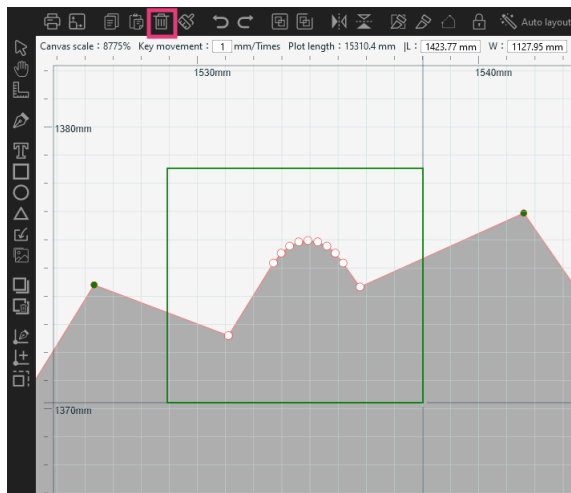 Auto layout
Canvas scale : 8775% Key movement : 1 mm/Times Plot length : 15310.4 mm |L : 1423.77 mm W : 1127.95 mm
1530mm 1540mm
1380mm
1370mm